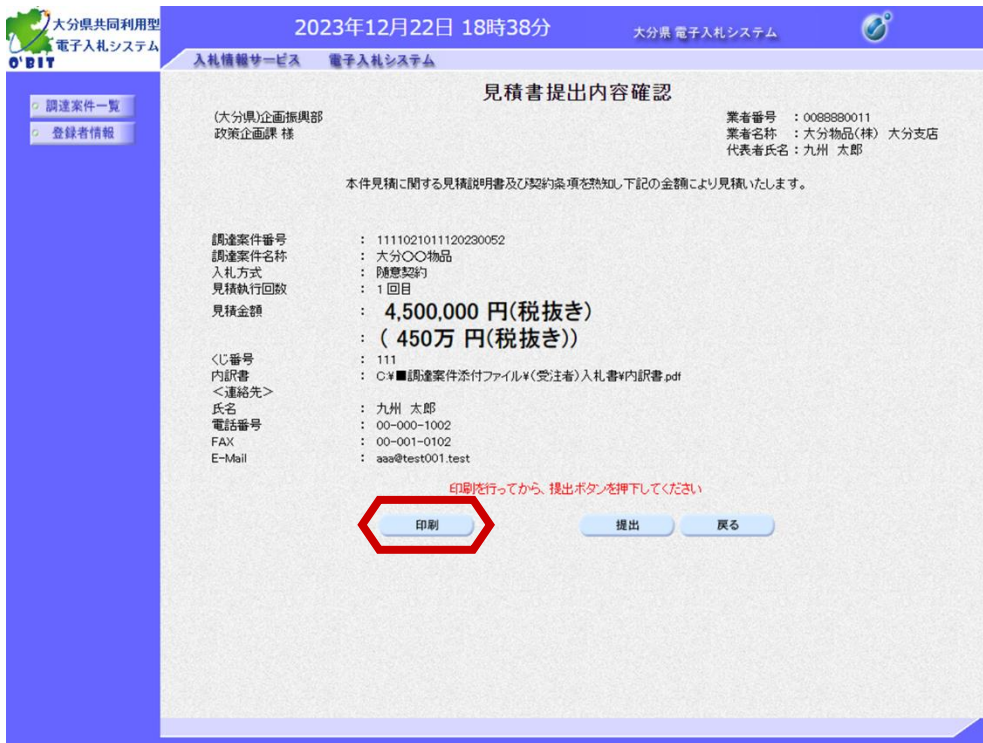 大分県共同利用型
電子入札システム
O'BIT
2023年12月22日 18時38分
大分県 電子入札システム
入札情報サービス 電子入札システム
調達案件一覧
登録者情報
見積書提出内容確認
(大分県)企画振興部
政策企画課 様
業者番号 :0088880011
業者名称 :大分物品(株) 大分支店
代表者氏名:九州 太郎
本件見積に関する見積説明書及び契約条項を熟知し下記の金額により見積いたします。
調達案件番号 : 1111021011120230052
調達案件名称 : 大分〇〇物品
入札方式 : 随意契約
見積執行回数 : 1回目
見積金額 : 4,500,000 円(税抜き)
: ( 450万 円(税抜き))
くじ番号 : 111
内訳書 : C:¥■調達案件添付ファイル¥(受注者)入札書¥内訳書.pdf
<連絡先>
氏名 : 九州 太郎
電話番号 : 00-000-1002
FAX : 00-001-0102
E-Mail : aaa@test001.test
印刷を行ってから、提出ボタンを押下してください
印刷 提出 戻る